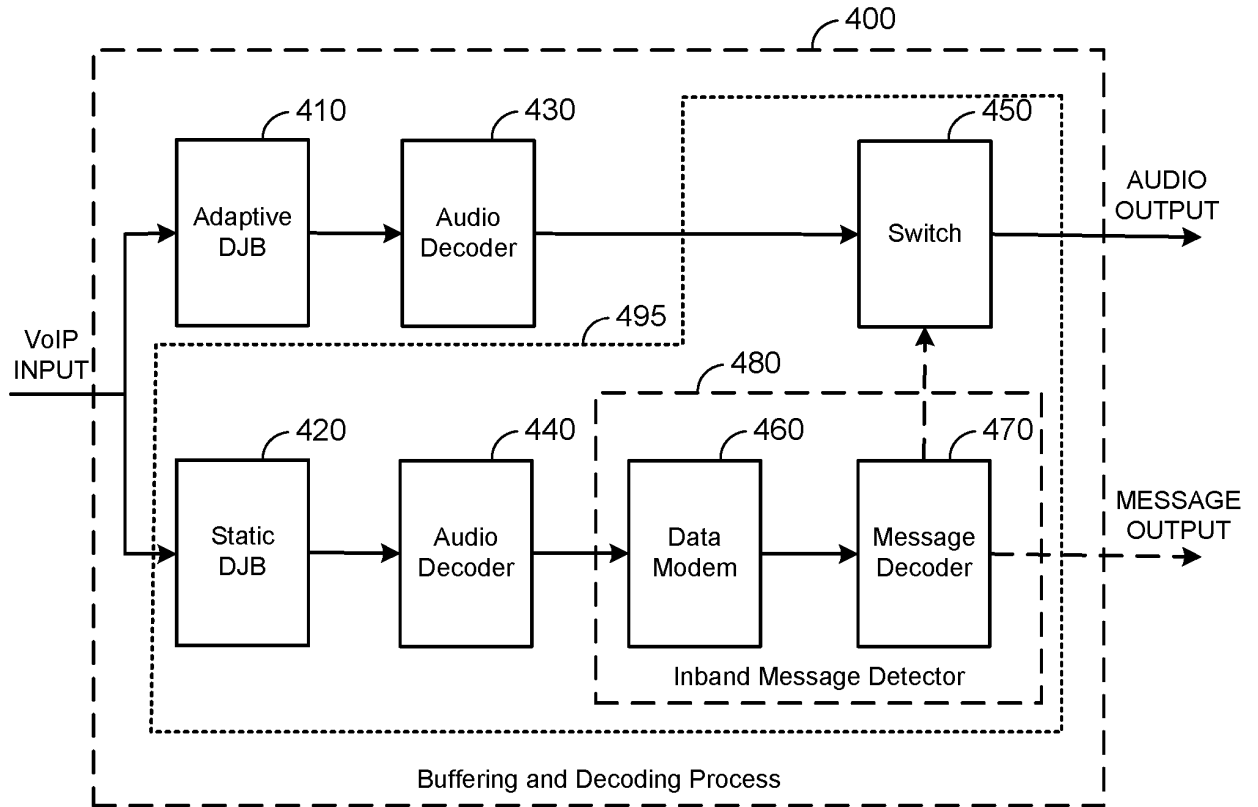 400
410
430
450
Adaptive
DJB
Audio
Decoder
Switch
AUDIO
OUTPUT
VoIP
INPUT
495
480
420
440
460
470
Static
DJB
Audio
Decoder
Data
Modem
Message
Decoder
MESSAGE
OUTPUT
Inband Message Detector
Buffering and Decoding Process